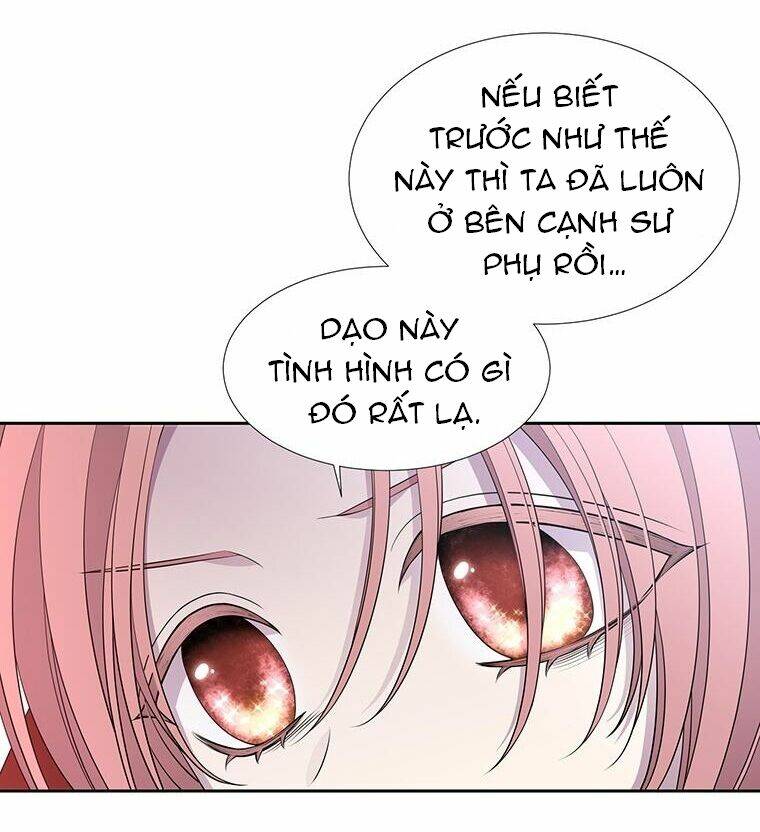 NẾU BIẾT
TRƯỚC NHƯ THẾ
NÀY THÌ TA ĐÃ LUÔN
Ở BÊN CẠNH SƯ
PHỤ RỒI...
DẠO NÀY
TÌNH HÌNH CÓ GÌ
ĐÓ RẤT LẠ.